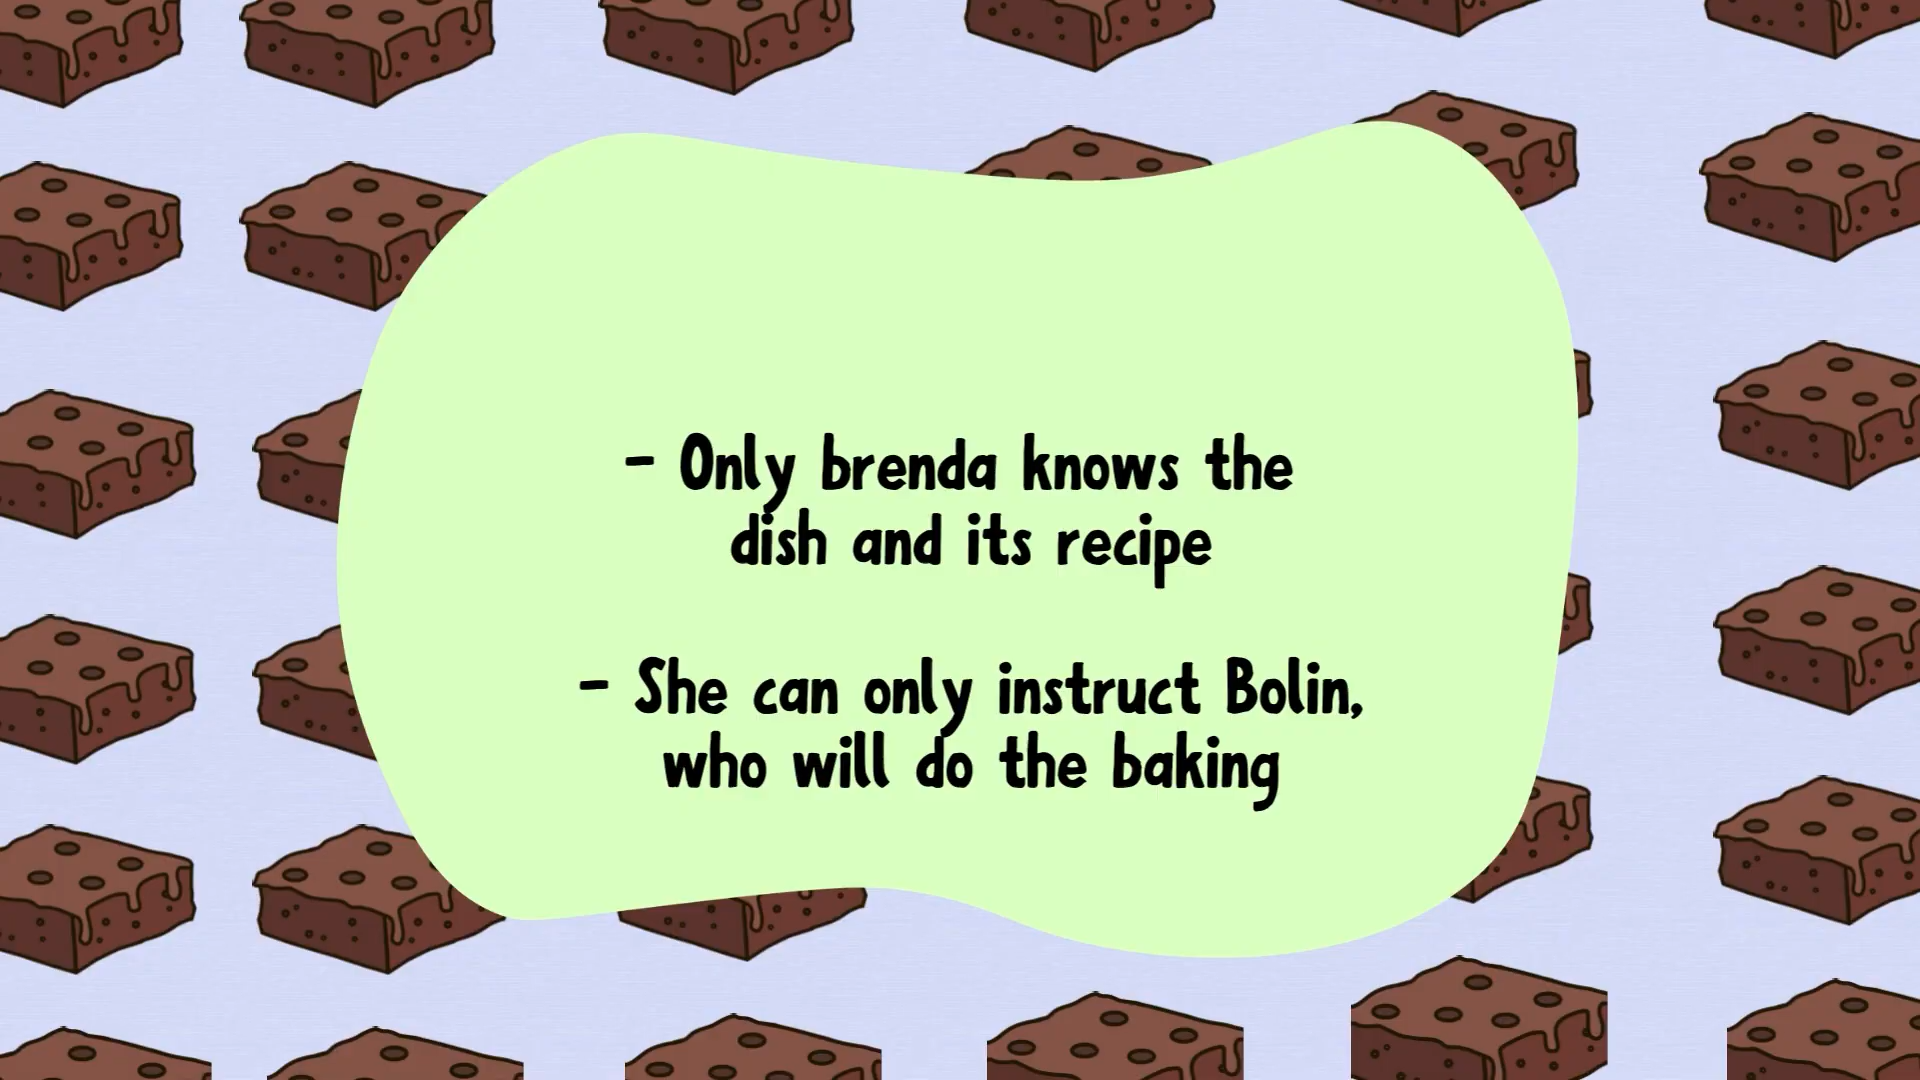 - Only brenda knows the
dish and its recipe
- She can only instruct Bolin,
who will do the baking